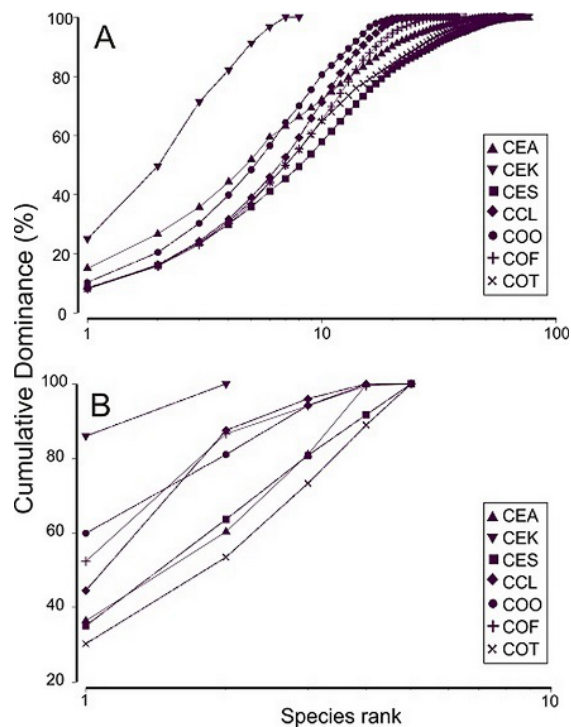 Cumulative Dominance (%)
A
100
80
60
40
20
0
1
10
100
CEA
CEK
CES
CCL
COO
COF
COT
B
100
80
60
40
20
1
10
CEA
CEK
CES
CCL
COO
COF
COT
Species rank